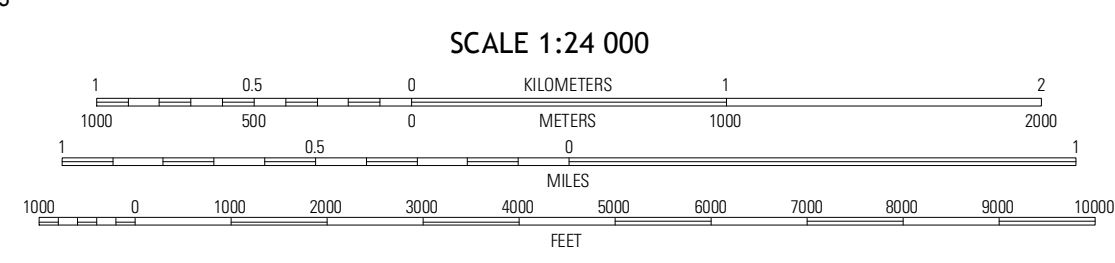 SCALE 1:24 000
1 0.5 0 KILOMETERS 1 2
1000 500 0 METERS 1000 2000
1 0.5 0 1
MILES
1000 0 1000 2000 3000 4000 5000 6000 7000 8000 9000 10000
FEET